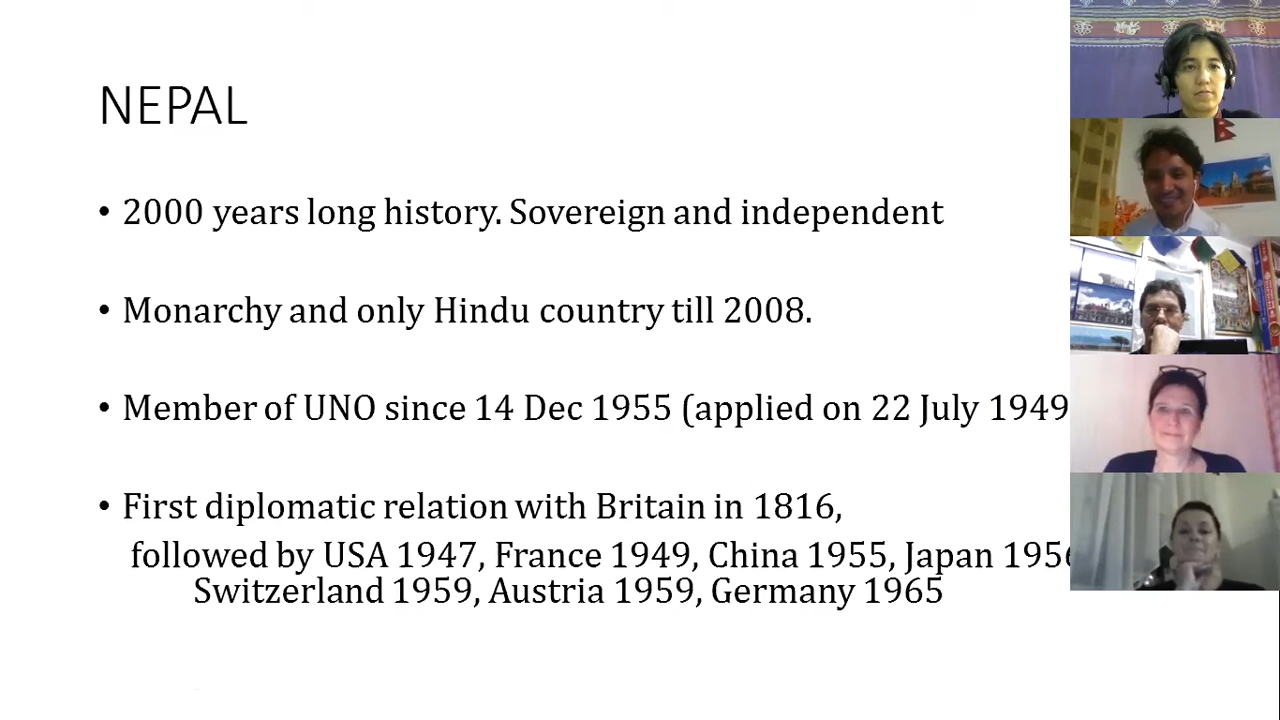 NEPAL
• 2000 years long history. Sovereign and independent
• Monarchy and only Hindu country till 2008.
• Member of UNO since 14 Dec 1955 (applied on 22 July 1949
• First diplomatic relation with Britain in 1816,
followed by USA 1947, France 1949, China 1955, Japan 1956
Switzerland 1959, Austria 1959, Germany 1965